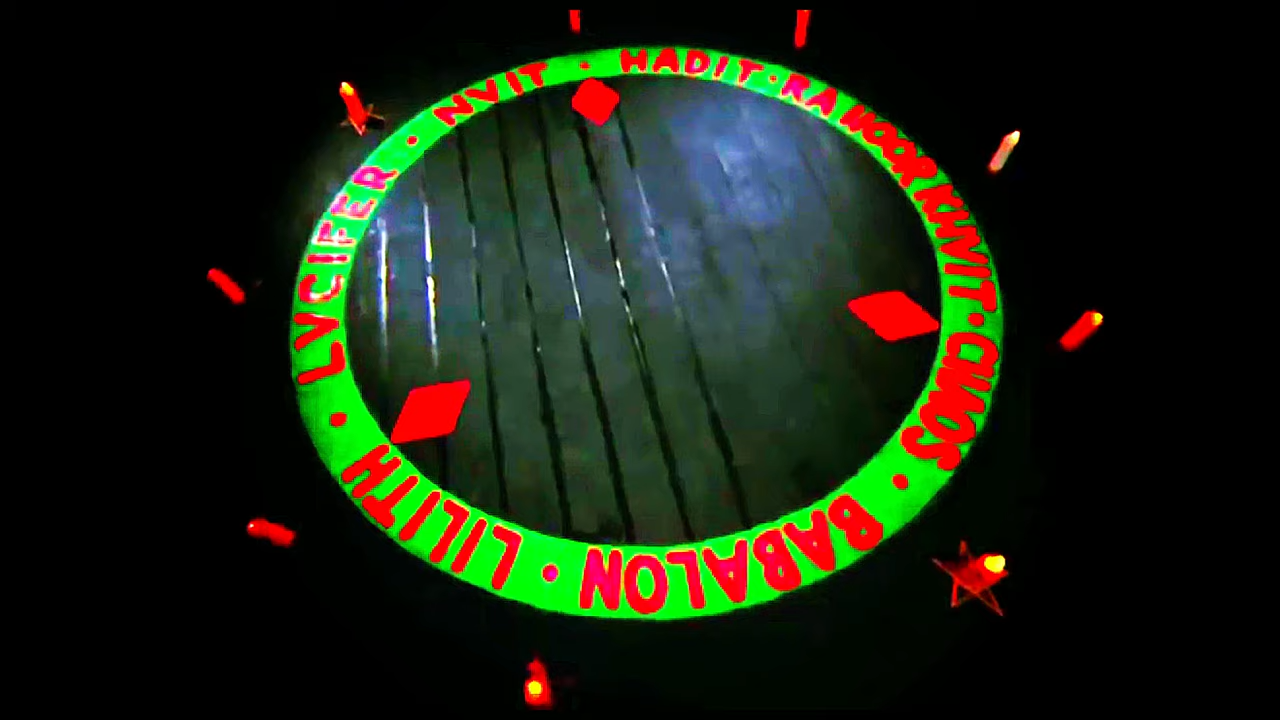 NVIT · HADIT · RA HOOR KHVIT · CHAOS · BABALON · LILITH · LVCIFER ·